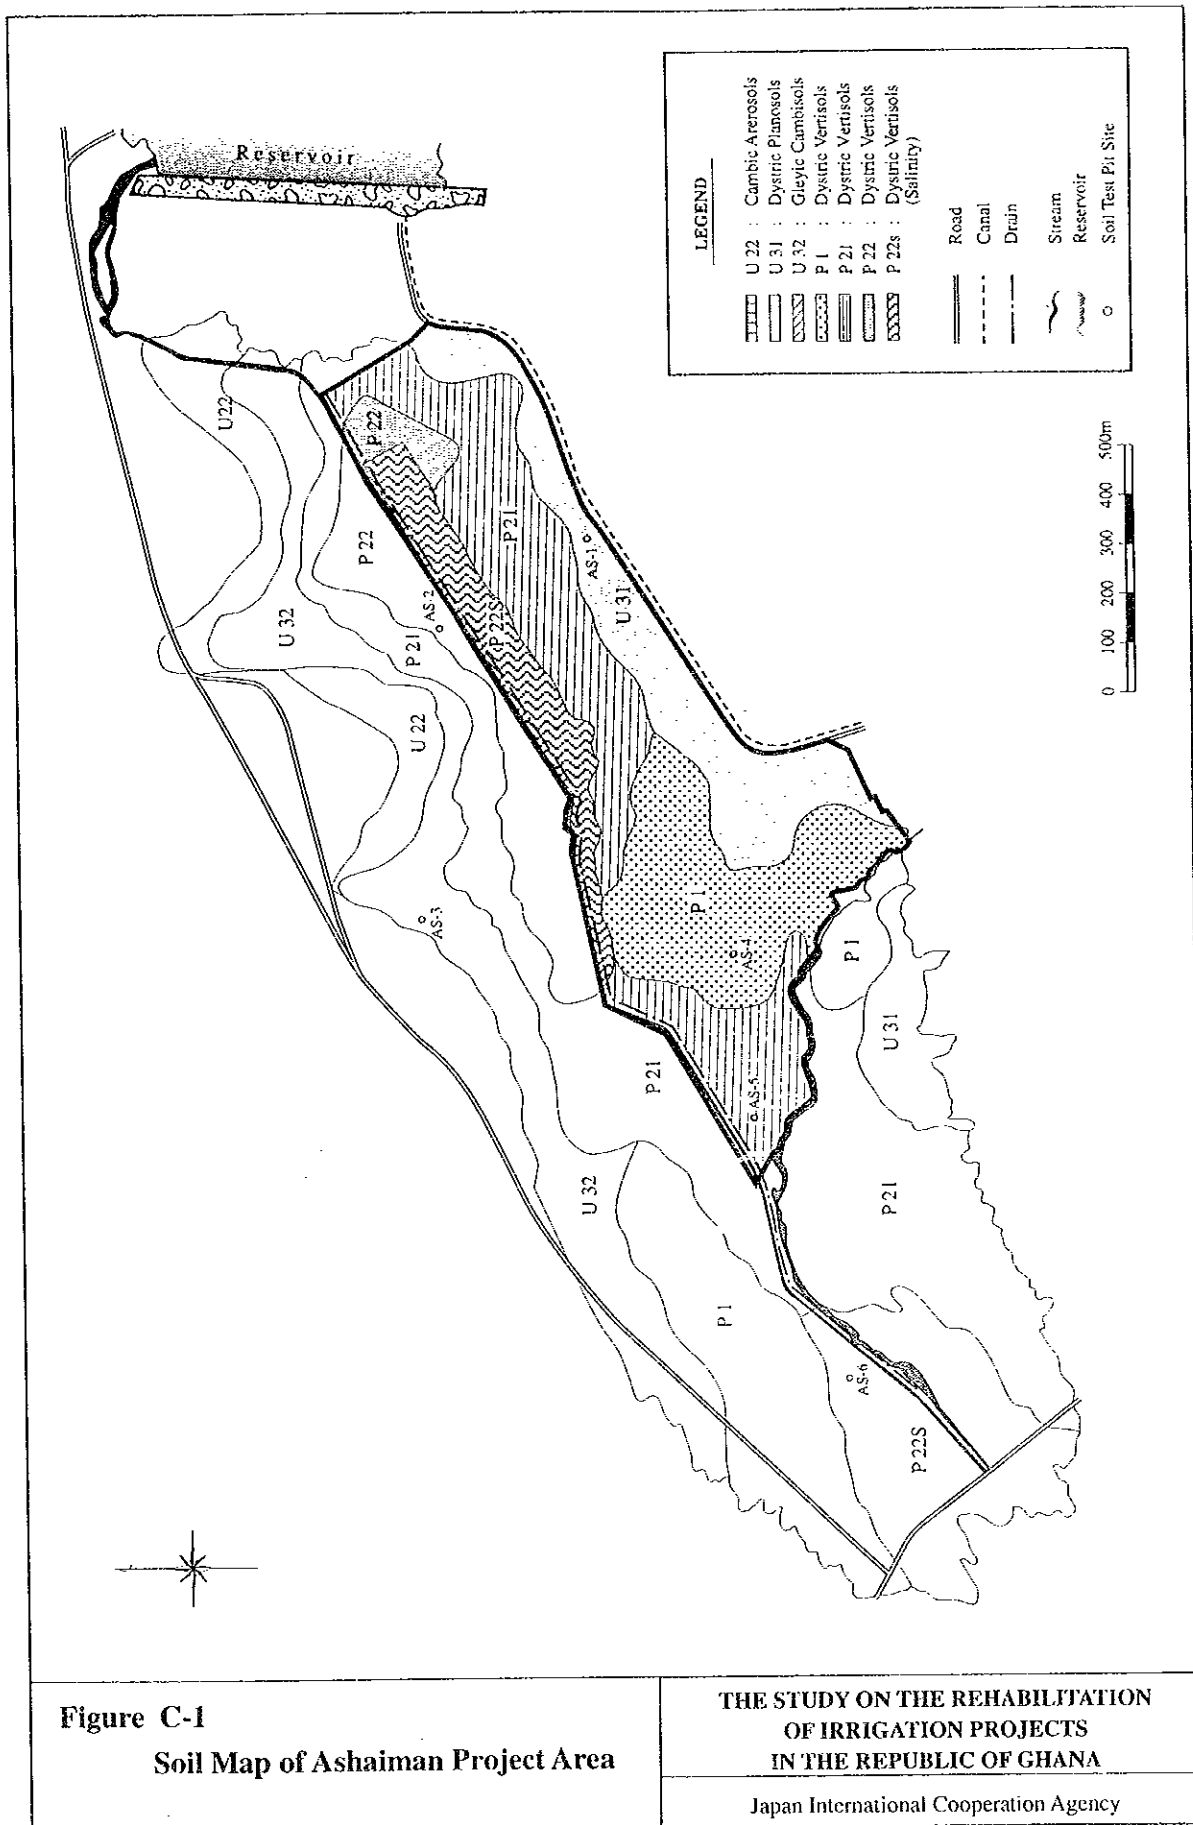 Reservoir
LEGEND
U 22 : Cambic Arerosols
U 31 : Dystric Planosols
U 32 : Gleyic Cambisols
P 1 : Dystric Vertisols
P 21 : Dystric Vertisols
P 22 : Dystric Vertisols
P 22s : Dystric Vertisols
(Salinity)
Road
Canal
Drain
Stream
Reservoir
Soil Test Pit Site
0 100 200 300 400 500m
U22
U 32
P 22
P 22
P 21
AS-2
P 21
P 22S
AS-1
U 31
U 22
AS-3
P1
AS-4
P1
U 31
P 21
AS-5
U 32
P 21
P 1
AS-6
P 22S
Figure C-1
Soil Map of Ashaiman Project Area
THE STUDY ON THE REHABILITATION
OF IRRIGATION PROJECTS
IN THE REPUBLIC OF GHANA
Japan International Cooperation Agency